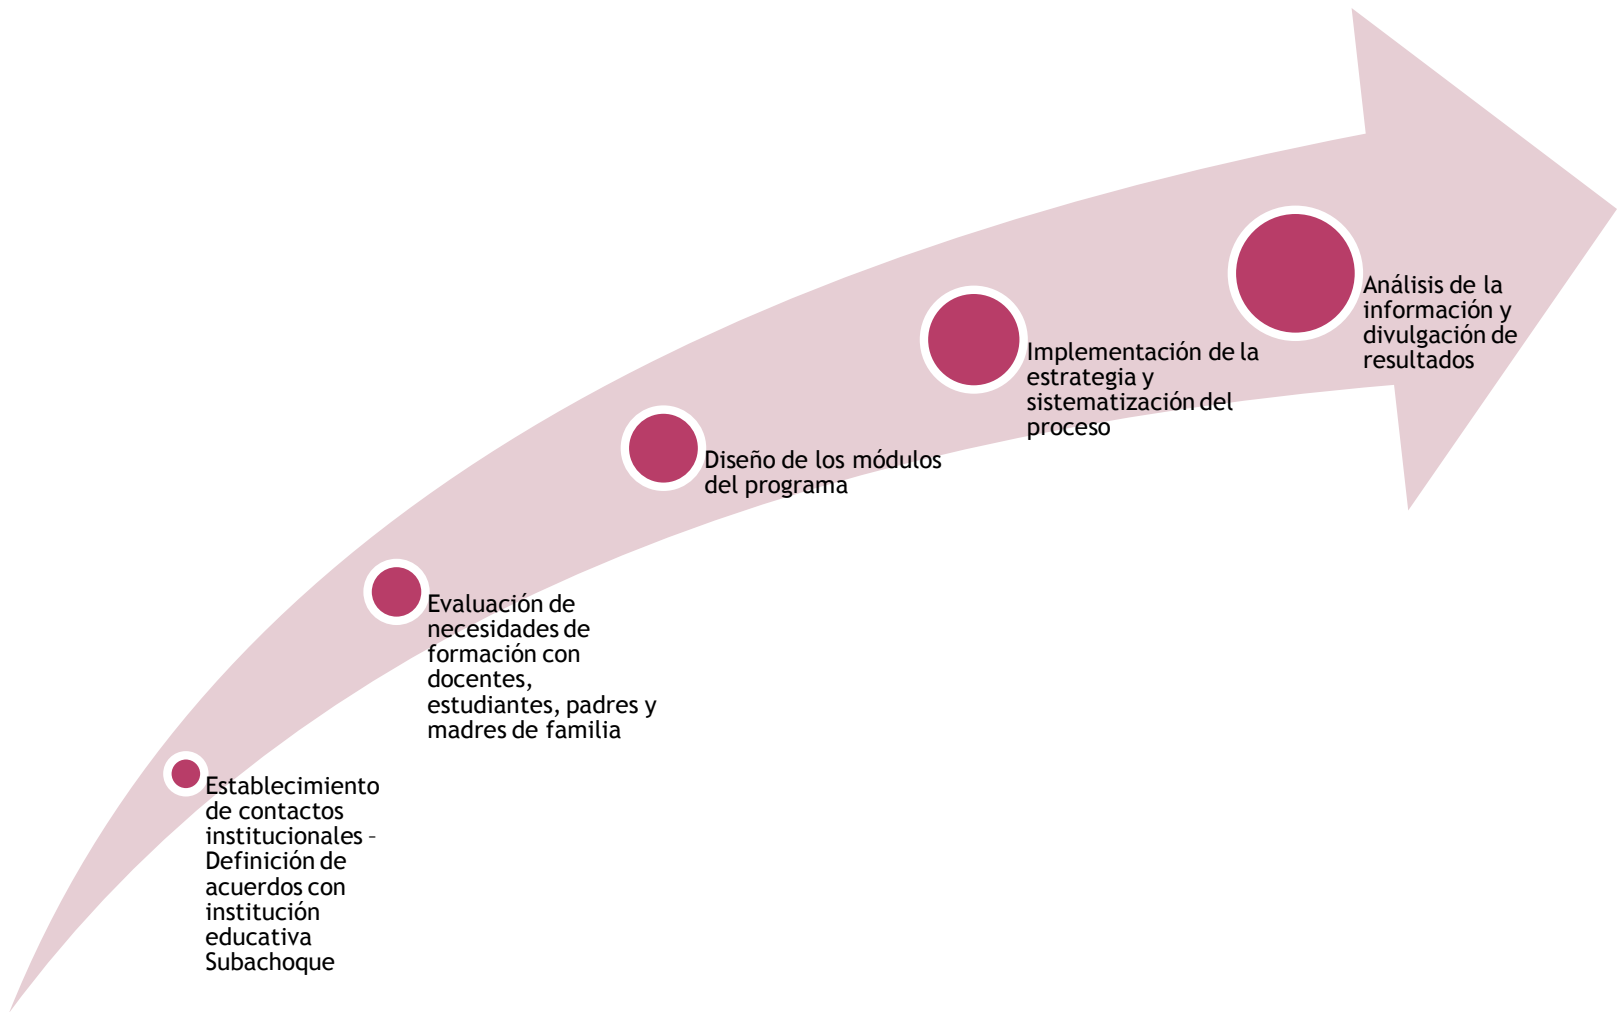 Establecimiento
de contactos
institucionales –
Definición de
acuerdos con
institución
educativa
Subachoque
Evaluación de
necesidades de
formación con
docentes,
estudiantes, padres y
madres de familia
Diseño de los módulos
del programa
Implementación de la
estrategia y
sistematización del
proceso
Análisis de la
información y
divulgación de
resultados